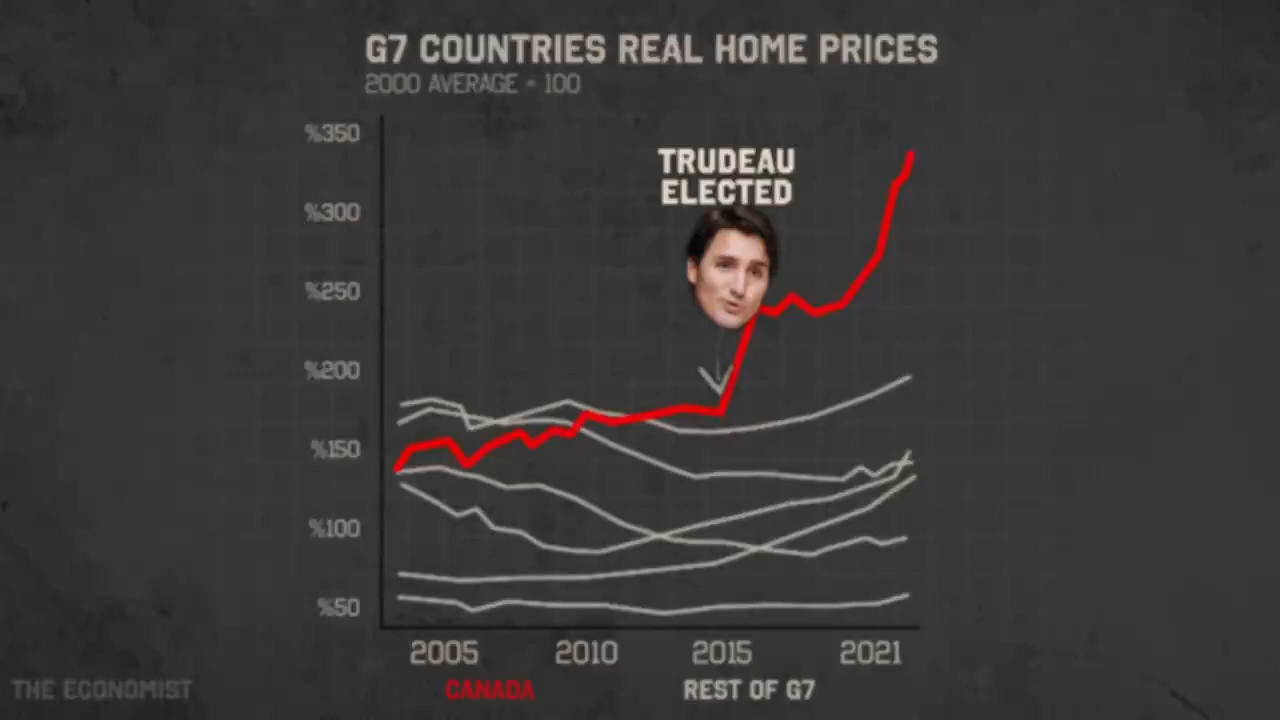 G7 COUNTRIES REAL HOME PRICES
2000 AVERAGE = 100
%350
TRUDEAU
ELECTED
%300
%250
%200
%150
%100
%50
2005 2010 2015 2021
CANADA REST OF G7
THE ECONOMIST